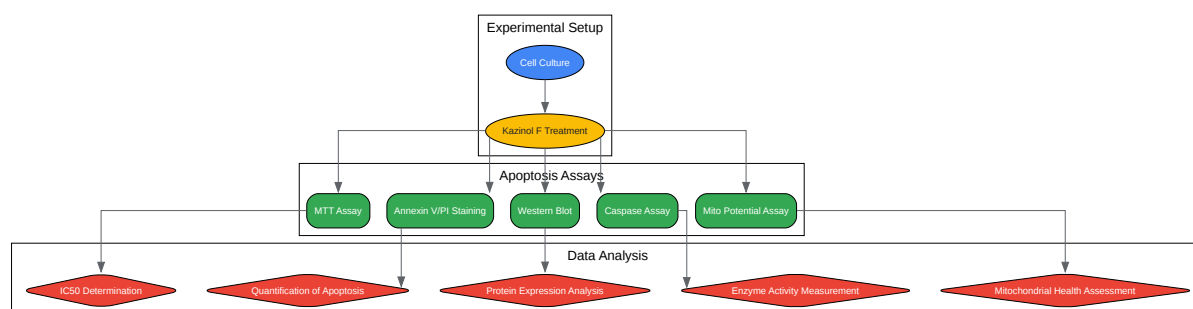 Experimental Setup
Cell Culture
Kazinol F Treatment
Apoptosis Assays
MTT Assay
Annexin V/PI Staining
Western Blot
Caspase Assay
Mito Potential Assay
Data Analysis
IC50 Determination
Quantification of Apoptosis
Protein Expression Analysis
Enzyme Activity Measurement
Mitochondrial Health Assessment